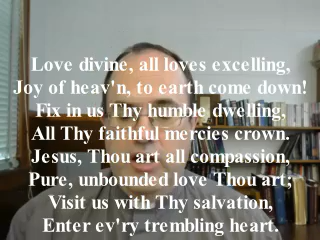 Love divine, all loves excelling,
Joy of heav'n, to earth come down!
Fix in us Thy humble dwelling,
All Thy faithful mercies crown.
Jesus, Thou art all compassion,
Pure, unbounded love Thou art;
Visit us with Thy salvation,
Enter ev'ry trembling heart.